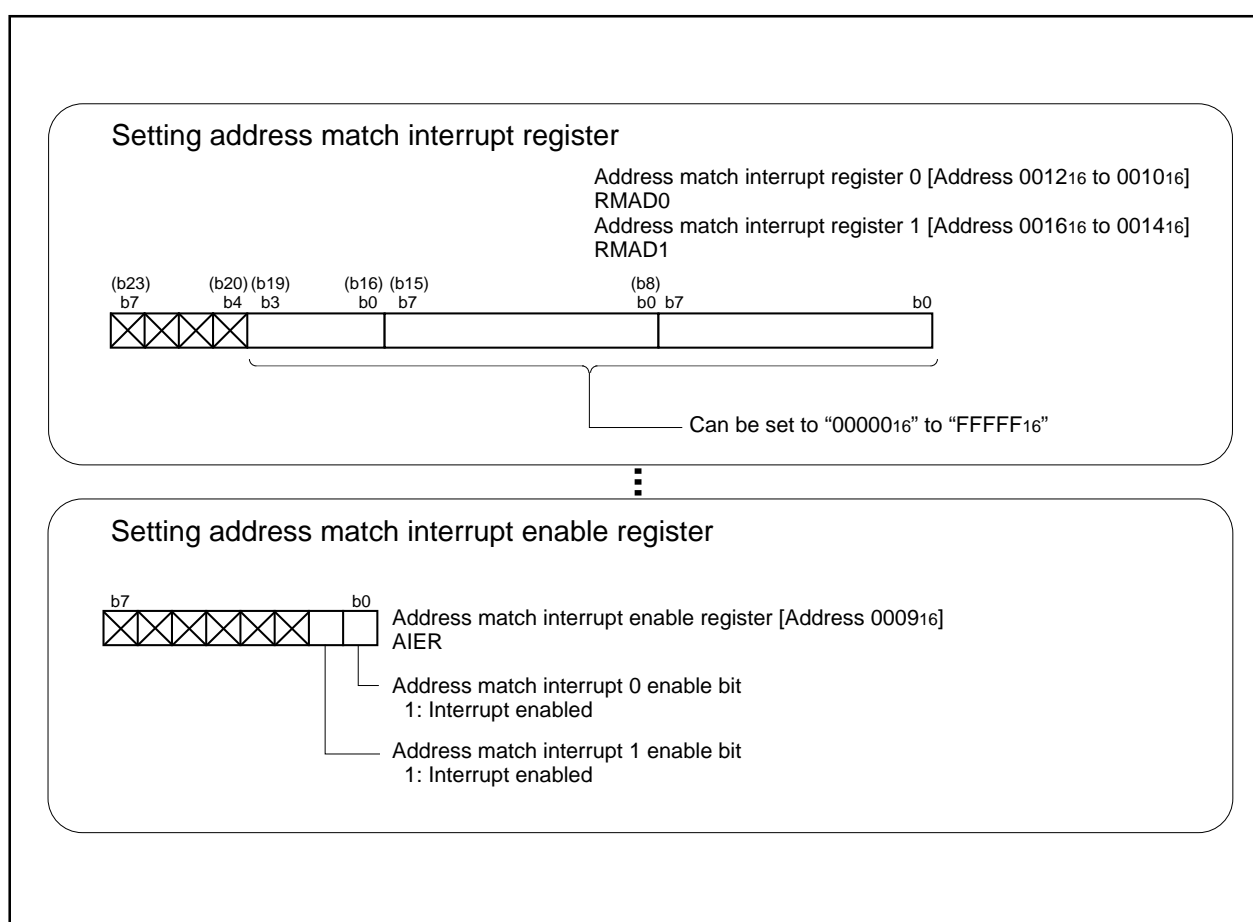 Setting address match interrupt register
Address match interrupt register 0 [Address 001216 to 001016]
RMAD0
Address match interrupt register 1 [Address 001616 to 001416]
RMAD1
(b23) (b20) (b19) (b16) (b15) (b8)
b7 b4 b3 b0 b7 b0 b7 b0
Can be set to “0000016” to “FFFFF16”
Setting address match interrupt enable register
b7 b0
Address match interrupt enable register [Address 000916]
AIER
Address match interrupt 0 enable bit
1: Interrupt enabled
Address match interrupt 1 enable bit
1: Interrupt enabled